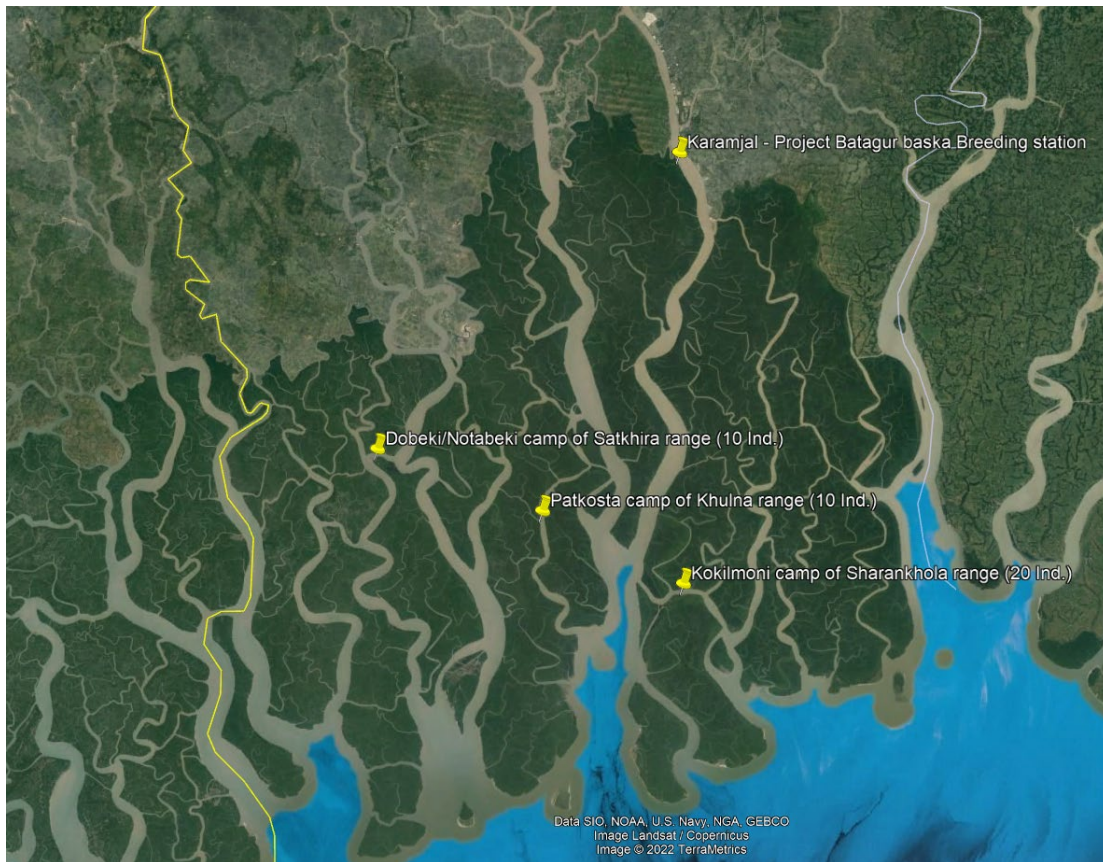 Karamjal - Project Batagur baska Breeding station
Dobeki/Notabeki camp of Satkhira range (10 Ind.)
Patkosta camp of Khulna range (10 Ind.)
Kokilmoni camp of Sharankhola range (20 Ind.)
Data SIO, NOAA, U.S. Navy, NGA, GEBCO
Image Landsat / Copernicus
Image © 2022 TerraMetrics